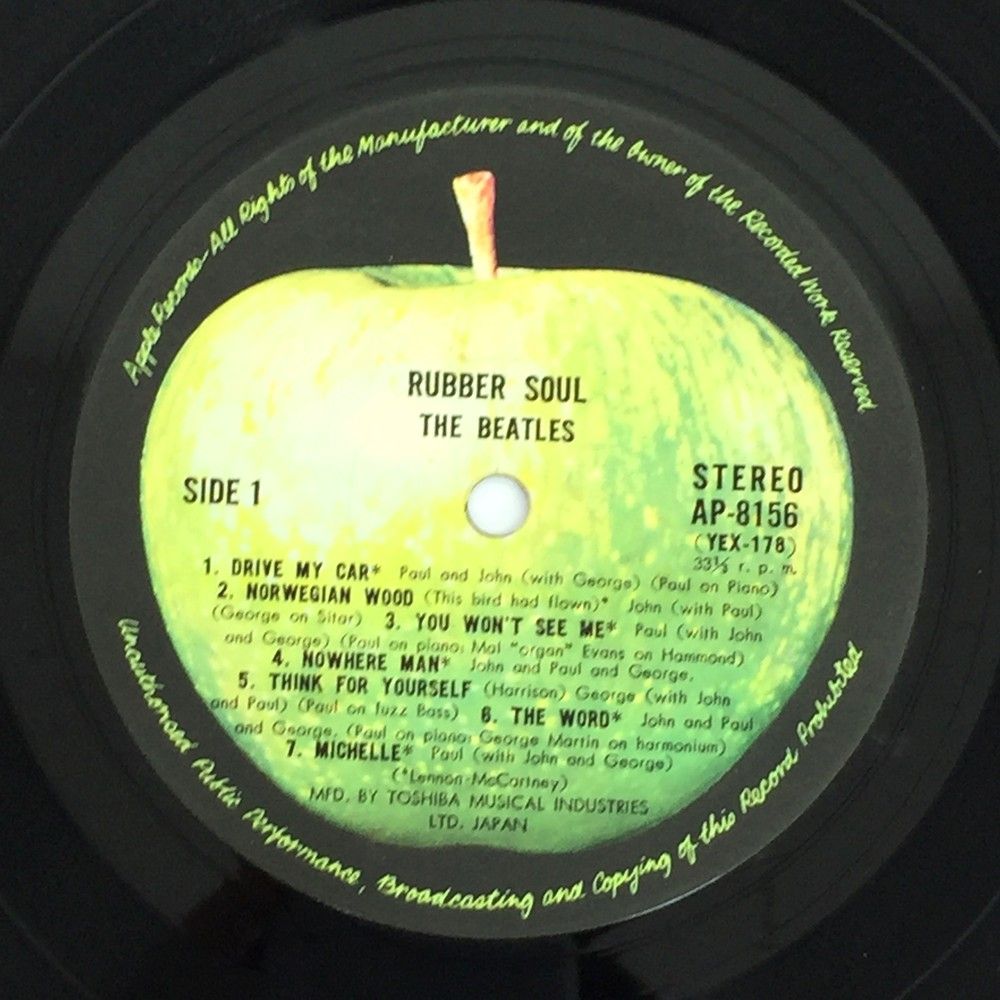 Apple Records–All Rights of the Manufacturer and of the Owner of the Recorded Work Reserved
RUBBER SOUL
THE BEATLES
SIDE 1
STEREO
AP-8156
(YEX-178)
33⅓ r. p. m.
1. DRIVE MY CAR* Paul and John (with George) (Paul on Piano)
2. NORWEGIAN WOOD (This bird had flown)* John (with Paul)
(George on Sitar) 3. YOU WON'T SEE ME* Paul (with John
and George) (Paul on piano: Mal "organ" Evans on Hammond)
4. NOWHERE MAN* John and Paul and George.
5. THINK FOR YOURSELF (Harrison) George (with John
and Paul) (Paul on fuzz Bass) 6. THE WORD* John and Paul
and George. (Paul on piano: George Martin on harmonium)
7. MICHELLE* Paul (with John and George)
(*Lennon-McCartney)
MFD. BY TOSHIBA MUSICAL INDUSTRIES
LTD. JAPAN
Unauthorised Public Performance, Broadcasting and Copying of this Record Prohibited